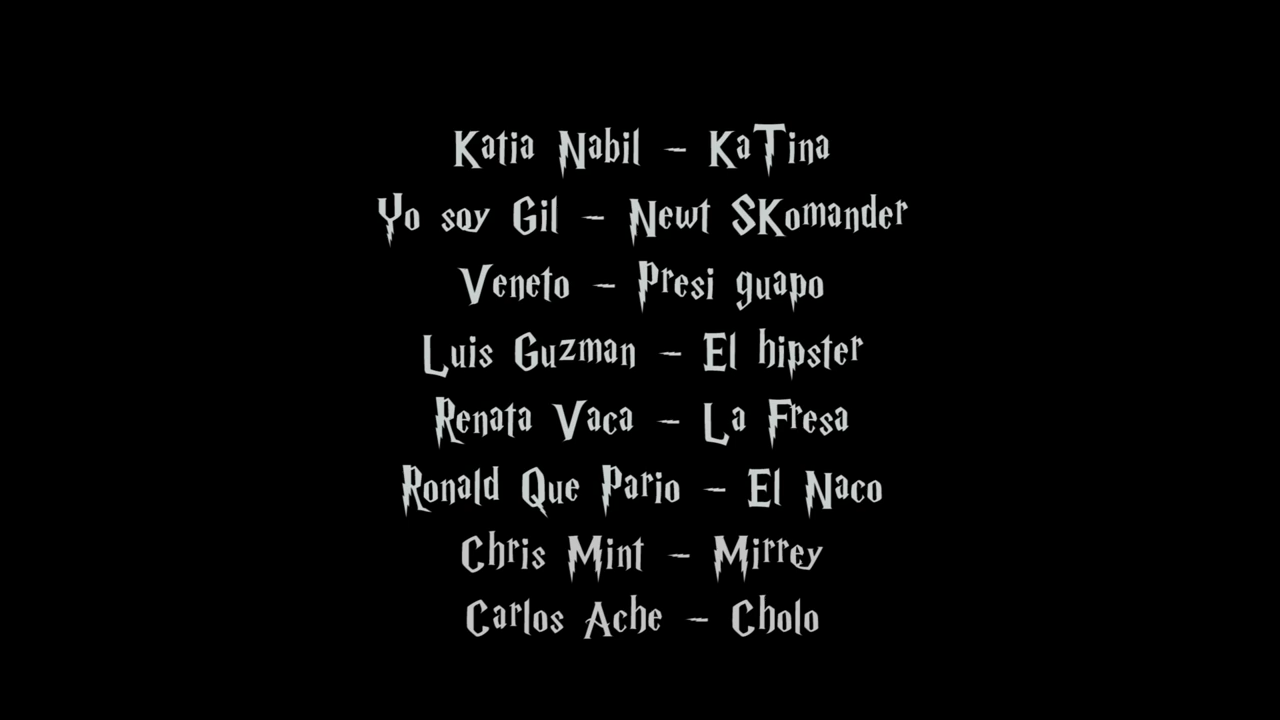 Katia Nabil - KaTina
Yo soy Gil - Newt SKomander
Veneto - Presi guapo
Luis Guzman - El hipster
Renata Vaca - La Fresa
Ronald Que Pario - El Naco
Chris Mint - Mirrey
Carlos Ache - Cholo